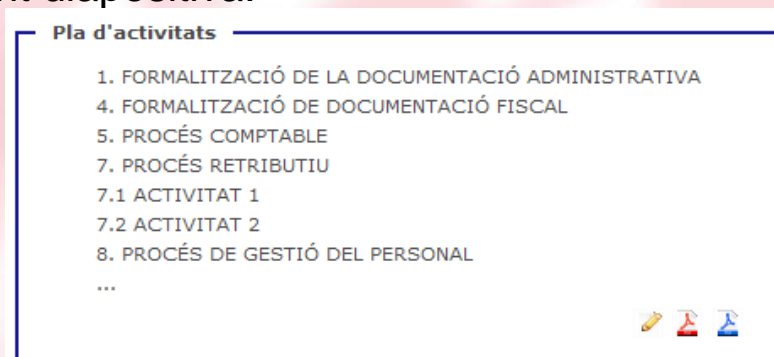 diapositiva.
Pla d'activitats
1. FORMALITZACIÓ DE LA DOCUMENTACIÓ ADMINISTRATIVA
4. FORMALITZACIÓ DE DOCUMENTACIÓ FISCAL
5. PROCÉS COMPTABLE
7. PROCÉS RETRIBUTIU
7.1 ACTIVITAT 1
7.2 ACTIVITAT 2
8. PROCÉS DE GESTIÓ DEL PERSONAL
...